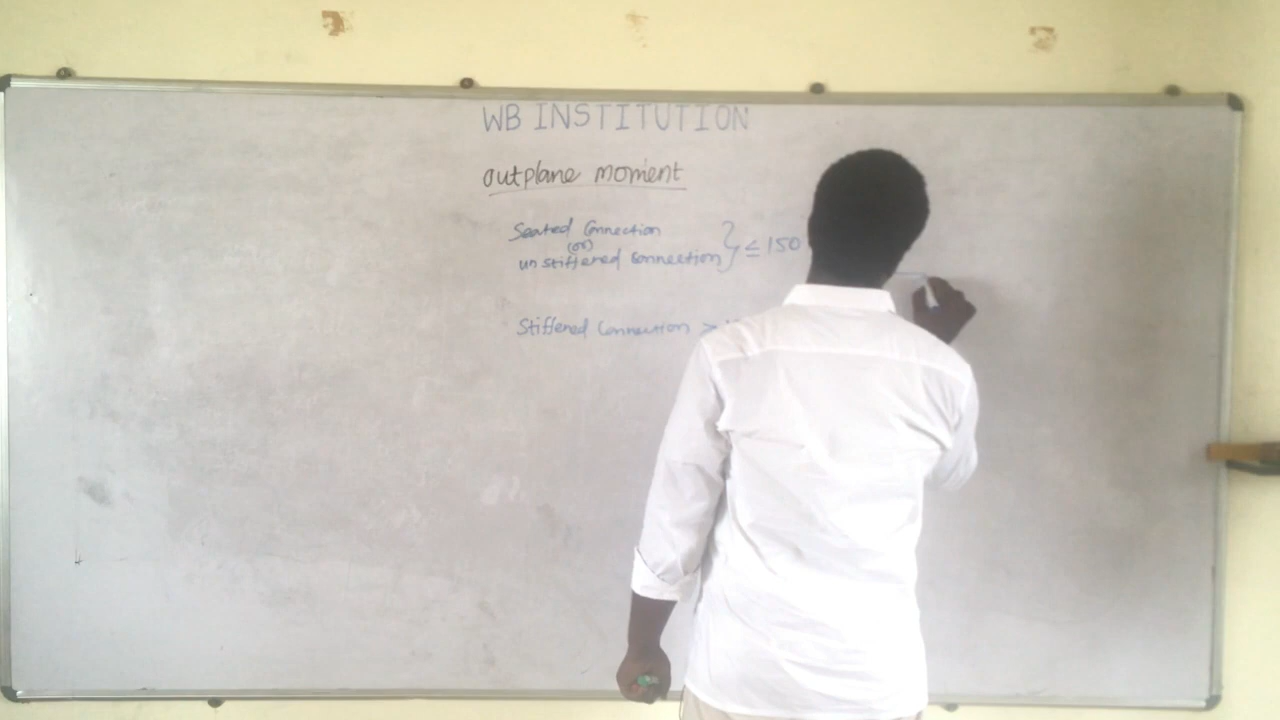 WB INSTITUTION
outplane moment
Seated Connection
(or)
unstiffened Connection } ≤ 150
Stiffened Connection >